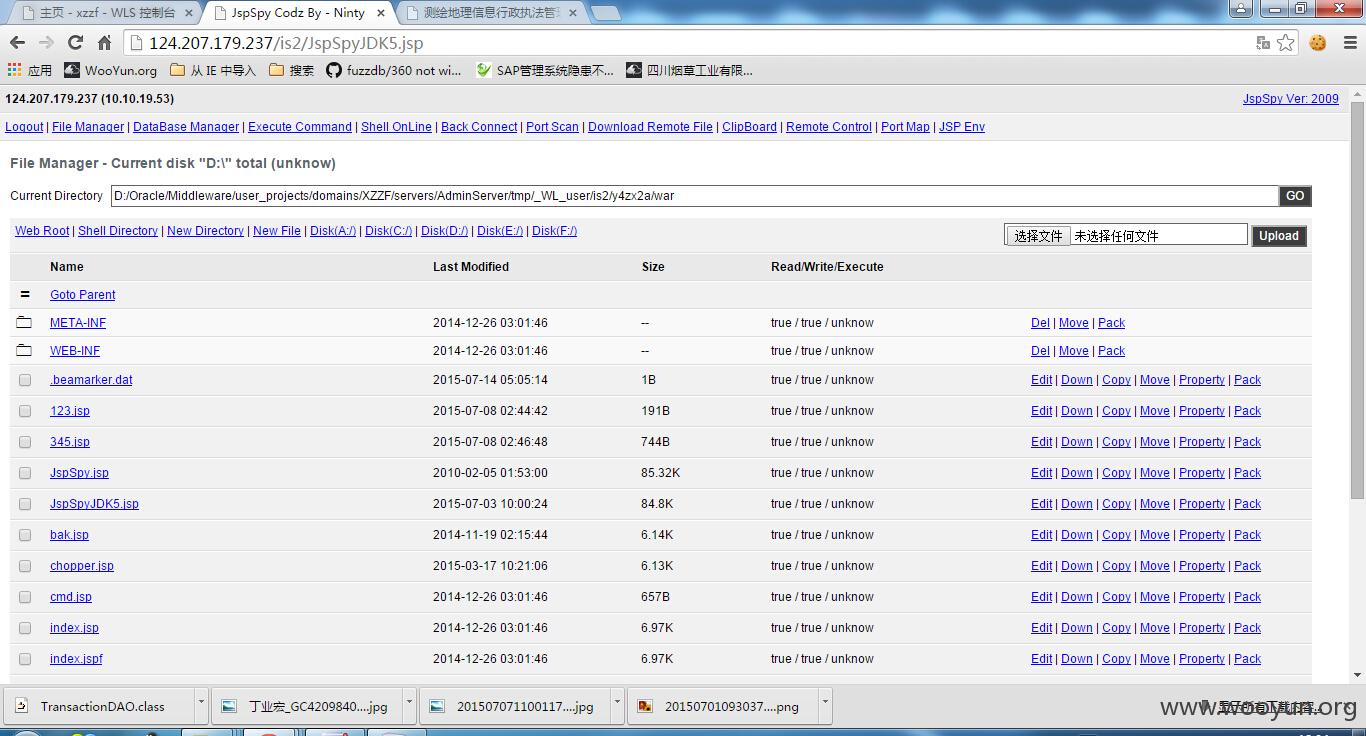 主页 - xzzf - WLS 控制台
JspSpy Codz By - Ninty
测绘地理信息行政执法管
124.207.179.237/is2/JspSpyJDK5.jsp
应用 WooYun.org 从 IE 中导入 搜索 fuzzdb/360 not wi... SAP管理系统隐患不... 四川烟草工业有限...
124.207.179.237 (10.10.19.53) JspSpy Ver: 2009
Logout | File Manager | DataBase Manager | Execute Command | Shell OnLine | Back Connect | Port Scan | Download Remote File | ClipBoard | Remote Control | Port Map | JSP Env
File Manager - Current disk "D:\" total (unknow)
Current Directory D:/Oracle/Middleware/user_projects/domains/XZZF/servers/AdminServer/tmp/_WL_user/is2/y4zx2a/war GO
Web Root | Shell Directory | New Directory | New File | Disk(A:/) | Disk(C:/) | Disk(D:/) | Disk(E:/) | Disk(F:/) 选择文件 未选择任何文件 Upload
Name Last Modified Size Read/Write/Execute
= Goto Parent
META-INF 2014-12-26 03:01:46 -- true / true / unknow Del | Move | Pack
WEB-INF 2014-12-26 03:01:46 -- true / true / unknow Del | Move | Pack
.beamarker.dat 2015-07-14 05:05:14 1B true / true / unknow Edit | Down | Copy | Move | Property | Pack
123.jsp 2015-07-08 02:44:42 191B true / true / unknow Edit | Down | Copy | Move | Property | Pack
345.jsp 2015-07-08 02:46:48 744B true / true / unknow Edit | Down | Copy | Move | Property | Pack
JspSpy.jsp 2010-02-05 01:53:00 85.32K true / true / unknow Edit | Down | Copy | Move | Property | Pack
JspSpyJDK5.jsp 2015-07-03 10:00:24 84.8K true / true / unknow Edit | Down | Copy | Move | Property | Pack
bak.jsp 2014-11-19 02:15:44 6.14K true / true / unknow Edit | Down | Copy | Move | Property | Pack
chopper.jsp 2015-03-17 10:21:06 6.13K true / true / unknow Edit | Down | Copy | Move | Property | Pack
cmd.jsp 2014-12-26 03:01:46 657B true / true / unknow Edit | Down | Copy | Move | Property | Pack
index.jsp 2014-12-26 03:01:46 6.97K true / true / unknow Edit | Down | Copy | Move | Property | Pack
index.jspf 2014-12-26 03:01:46 6.97K true / true / unknow Edit | Down | Copy | Move | Property | Pack
TransactionDAO.class 丁业宏_GC4209840....jpg 201507071100117....jpg 20150701093037....png
www.wooyun.org